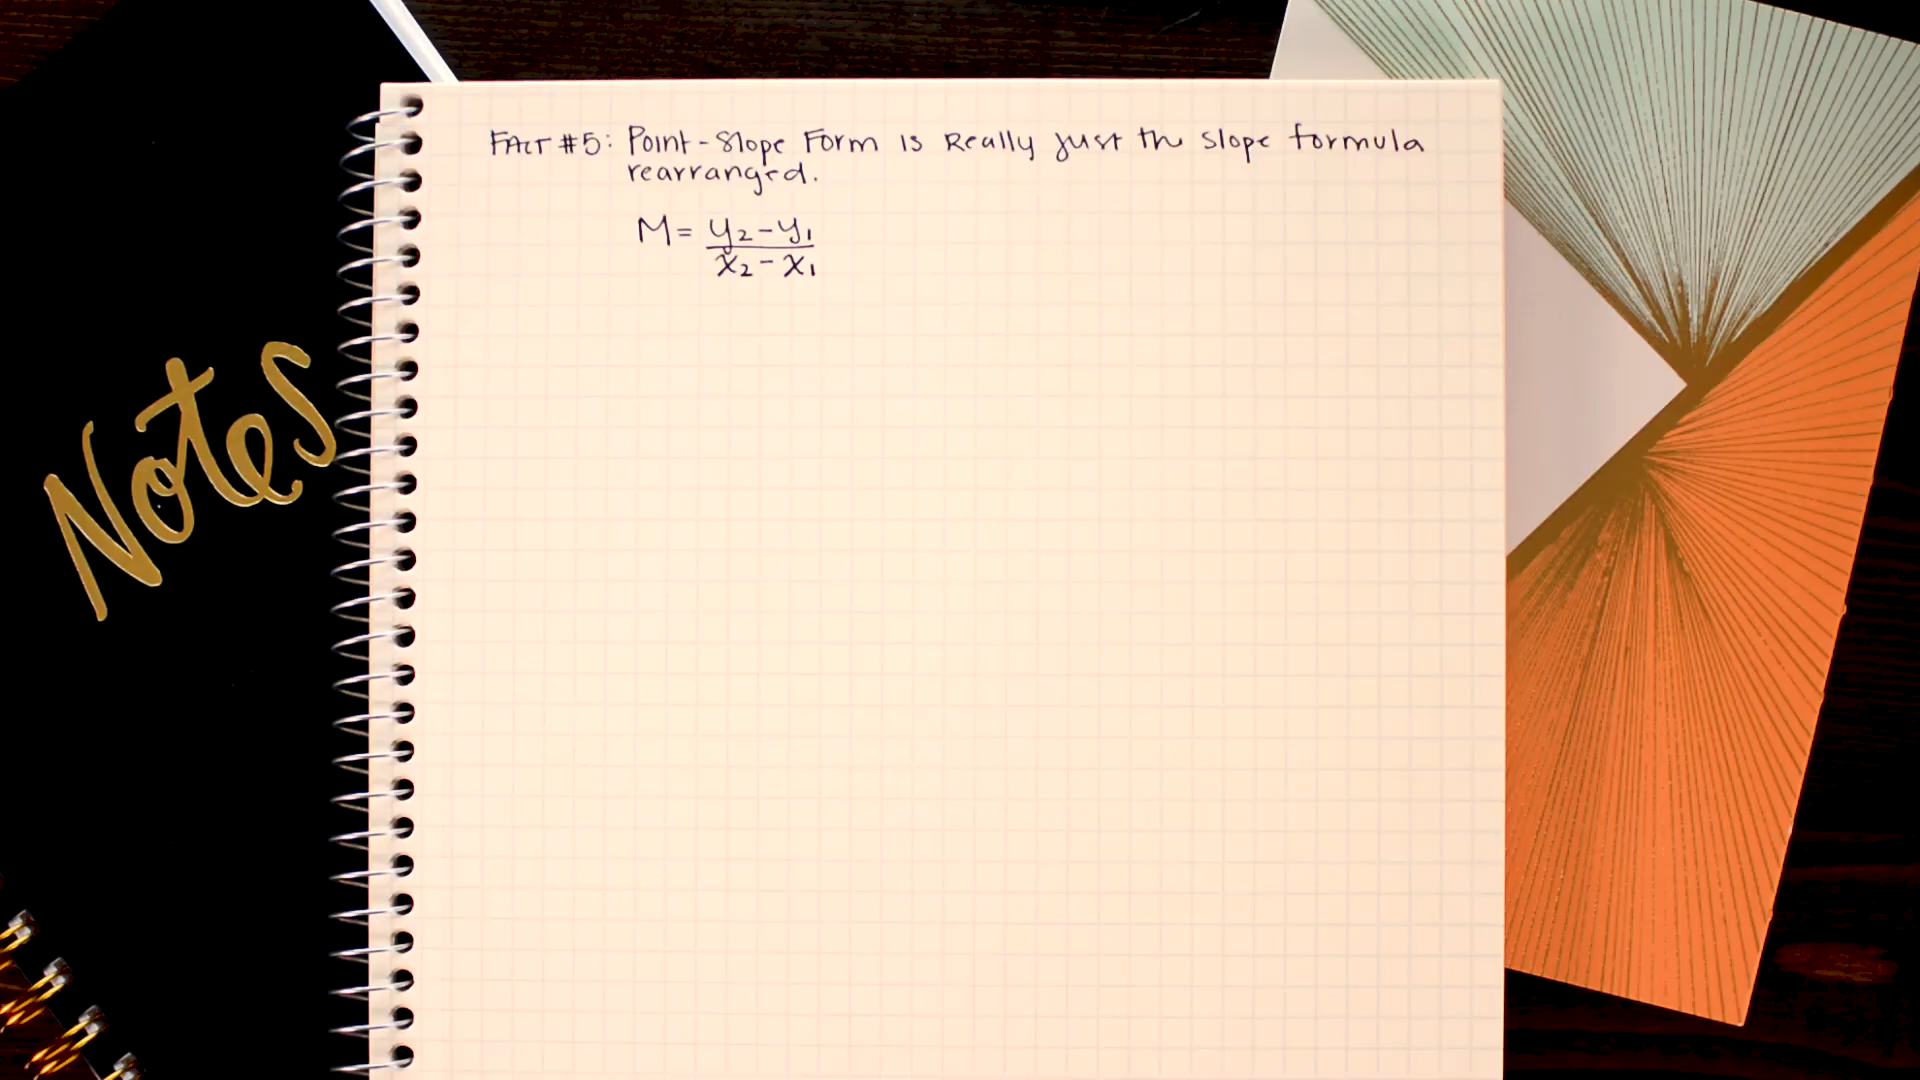 Notes
FACT #5: Point-Slope Form is Really just the slope formula
rearranged.
M = y₂ - y₁
x₂ - x₁